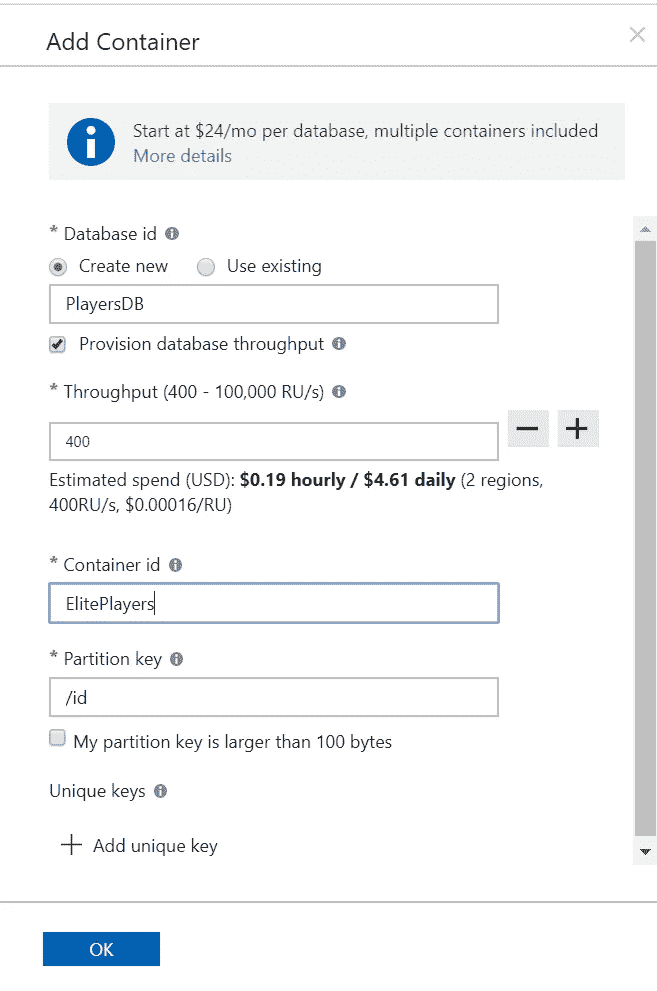 Add Container
Start at $24/mo per database, multiple containers included
More details
* Database id
Create new Use existing
PlayersDB
Provision database throughput
* Throughput (400 - 100,000 RU/s)
400
Estimated spend (USD): $0.19 hourly / $4.61 daily (2 regions,
400RU/s, $0.00016/RU)
* Container id
ElitePlayers
* Partition key
/id
My partition key is larger than 100 bytes
Unique keys
Add unique key
OK